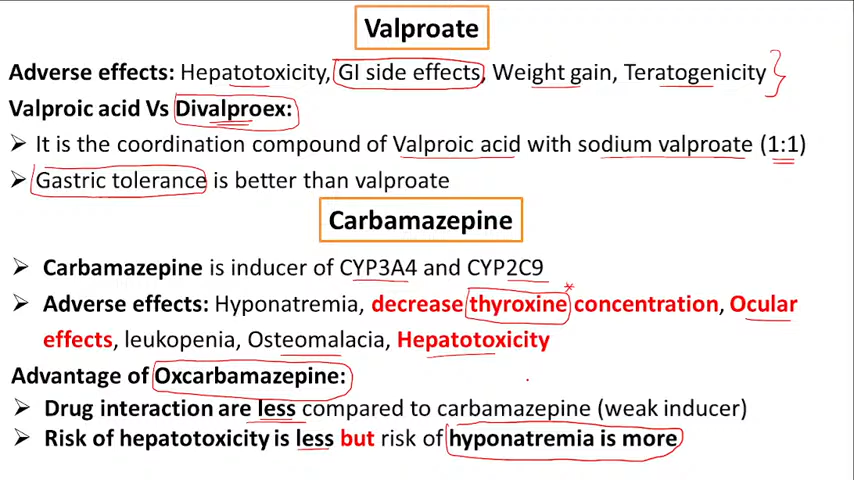 Valproate
Adverse effects: Hepatotoxicity, GI side effects, Weight gain, Teratogenicity
Valproic acid Vs Divalproex:
➢ It is the coordination compound of Valproic acid with sodium valproate (1:1)
➢ Gastric tolerance is better than valproate
Carbamazepine
➢ Carbamazepine is inducer of CYP3A4 and CYP2C9
➢ Adverse effects: Hyponatremia, decrease thyroxine concentration, Ocular
effects, leukopenia, Osteomalacia, Hepatotoxicity
Advantage of Oxcarbamazepine:
➢ Drug interaction are less compared to carbamazepine (weak inducer)
➢ Risk of hepatotoxicity is less but risk of hyponatremia is more